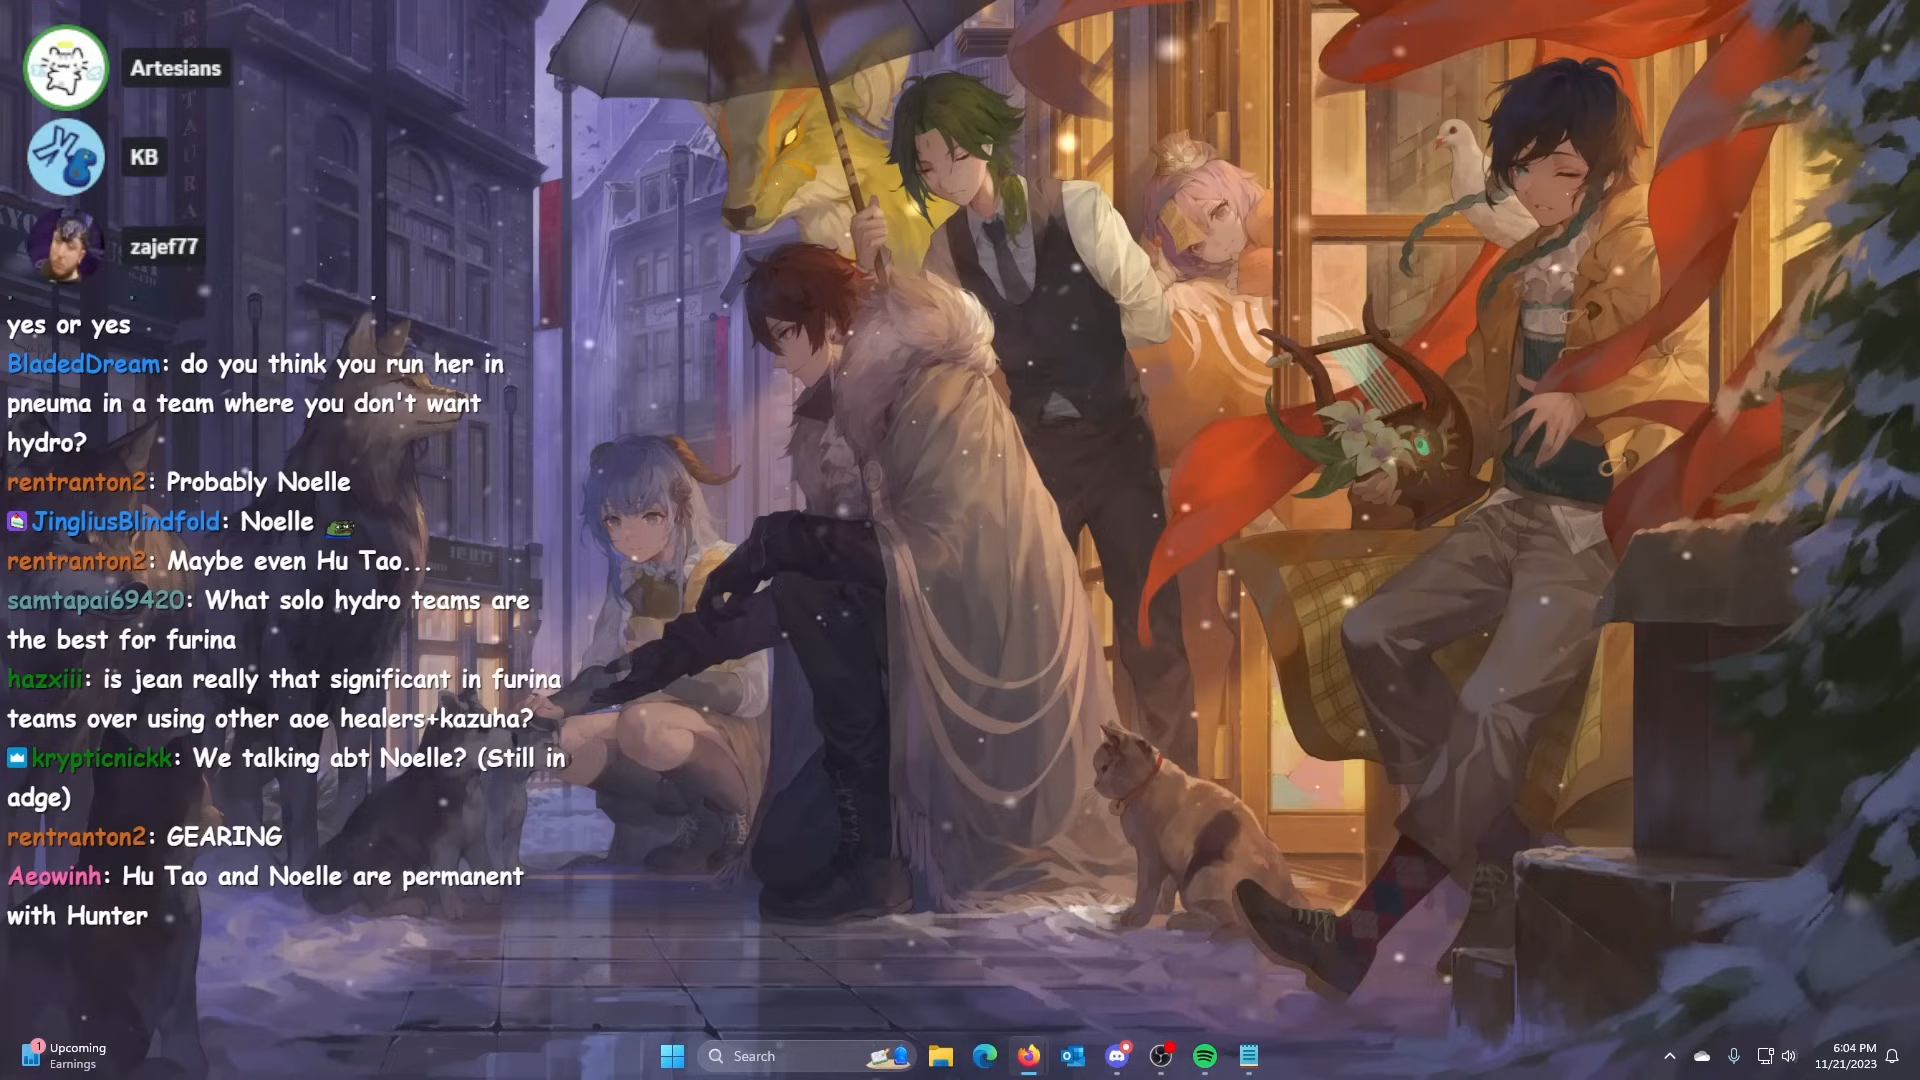 Artesians
KB
zajef77
yes or yes
BladedDream: do you think you run her in
pneuma in a team where you don't want
hydro?
rentranton2: Probably Noelle
JingliusBlindfold: Noelle
rentranton2: Maybe even Hu Tao...
samtapai69420: What solo hydro teams are
the best for furina
hazxiii: is jean really that significant in furina
teams over using other aoe healers+kazuha?
krypticnickk: We talking abt Noelle? (Still in
adge)
rentranton2: GEARING
Aeowinh: Hu Tao and Noelle are permanent
with Hunter
1
Upcoming
Earnings
Search
6:04 PM
11/21/2023